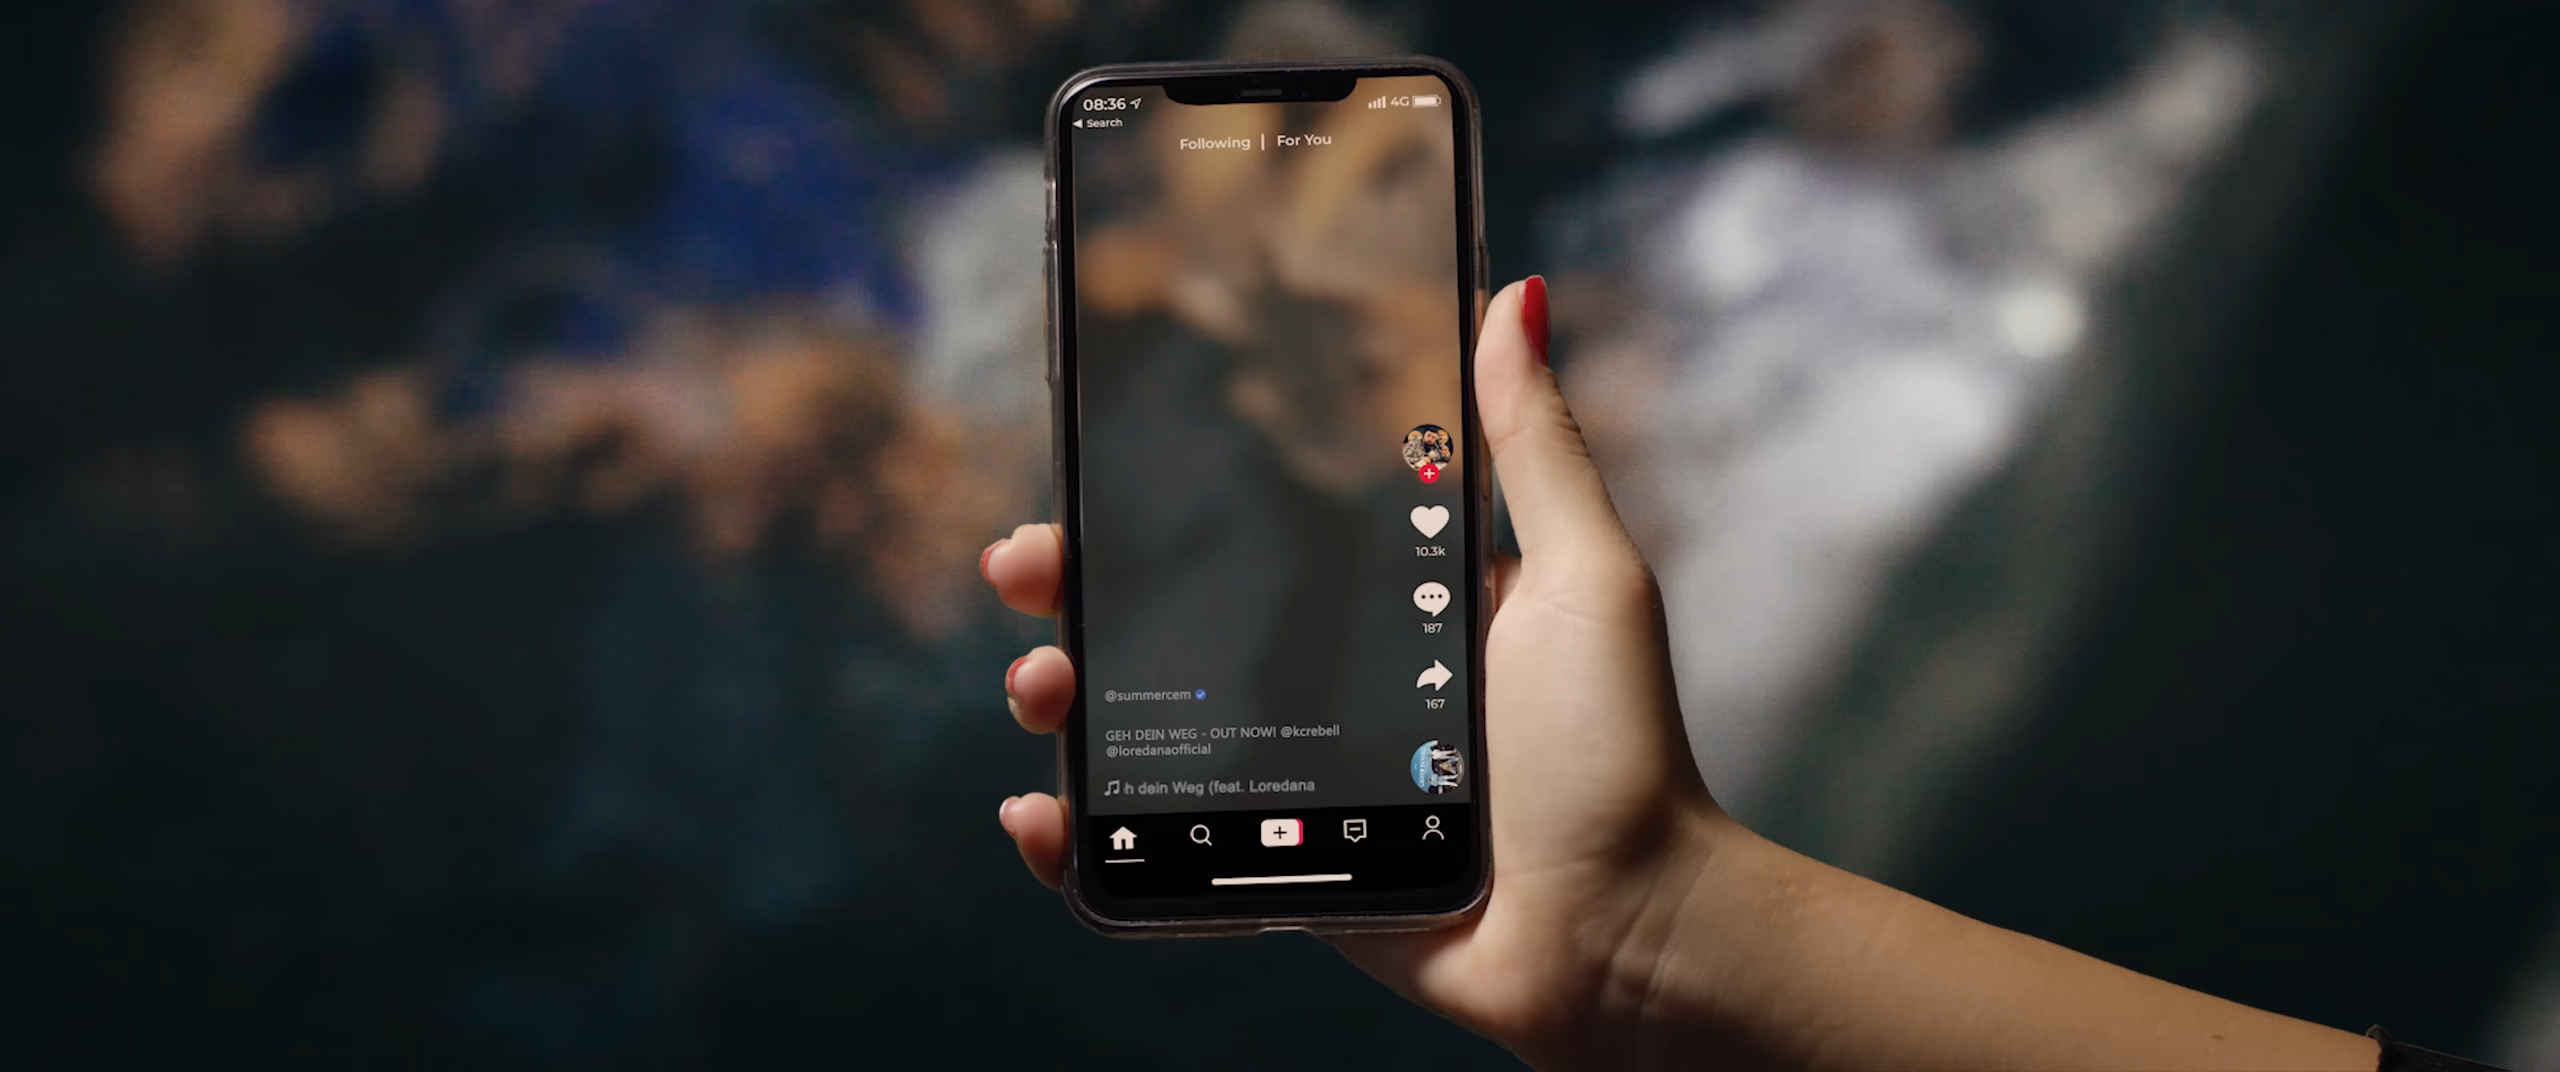 08:36
4G
Search
Following | For You
10.3k
187
167
@summercem
GEH DEIN WEG - OUT NOW! @kcrebell
@loredanaofficial
h dein Weg (feat. Loredana